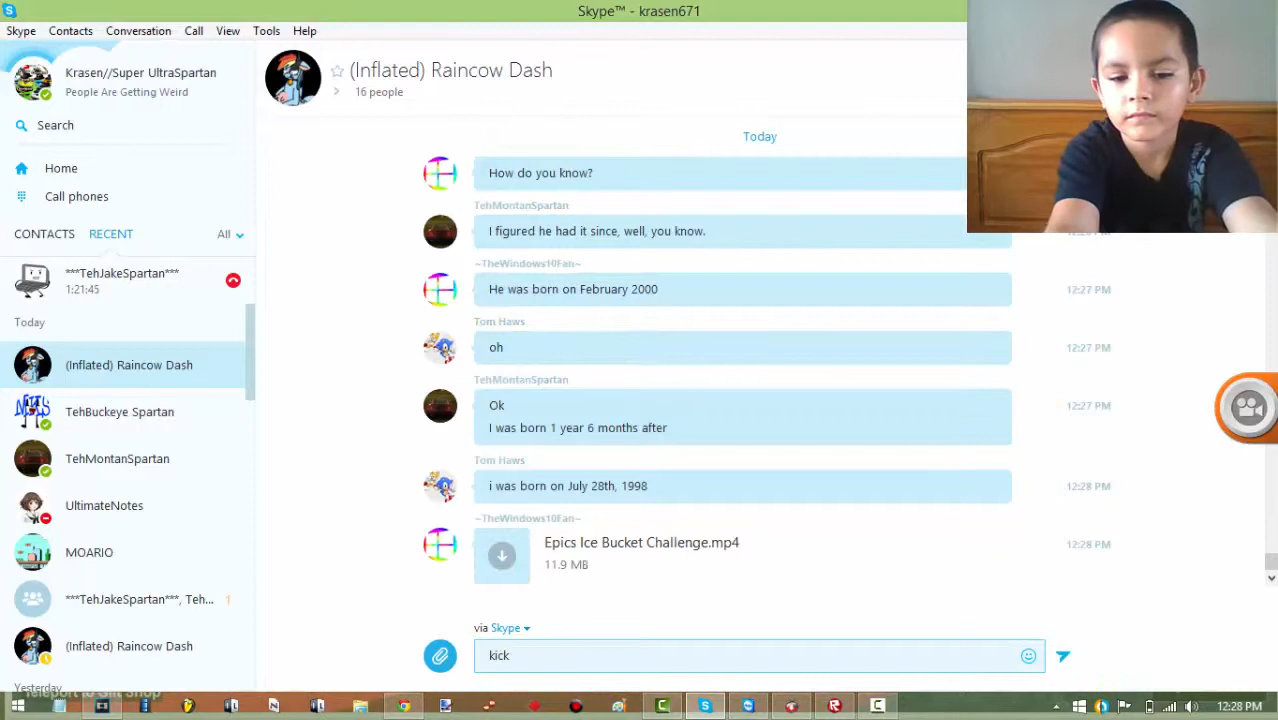 Skype™ - krasen671
Skype Contacts Conversation Call View Tools Help
Krasen//Super UltraSpartan
People Are Getting Weird
Search
Home
Call phones
CONTACTS RECENT All
***TehJakeSpartan***
1:21:45
Today
(Inflated) Raincow Dash
TehBuckeye Spartan
TehMontanSpartan
UltimateNotes
MOARIO
***TehJakeSpartan***, Teh... 1
(Inflated) Raincow Dash
Yesterday
(Inflated) Raincow Dash
16 people
Today
How do you know?
TehMontanSpartan
I figured he had it since, well, you know.
~TheWindows10Fan~
He was born on February 2000 12:27 PM
Tom Haws
oh 12:27 PM
TehMontanSpartan
Ok 12:27 PM
I was born 1 year 6 months after
Tom Haws
i was born on July 28th, 1998 12:28 PM
~TheWindows10Fan~
Epics Ice Bucket Challenge.mp4 12:28 PM
11.9 MB
via Skype
kick
Teleport to Gift Shop
12:28 PM